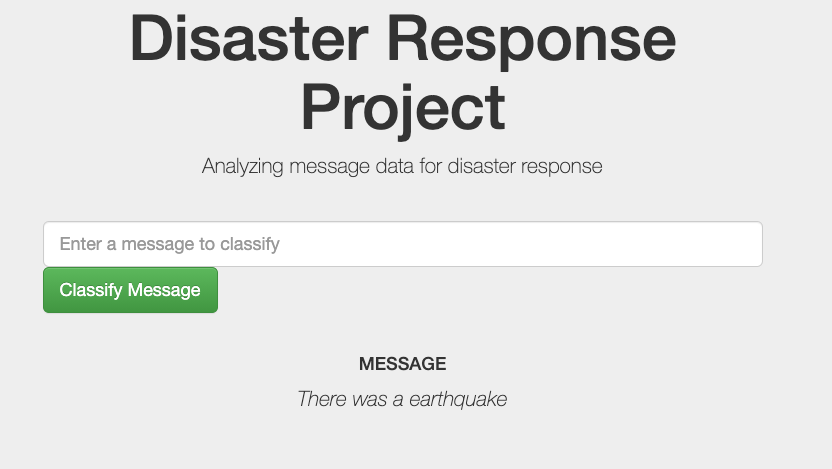 Disaster Response
Project
Analyzing message data for disaster response
Enter a message to classify
Classify Message
MESSAGE
There was a earthquake